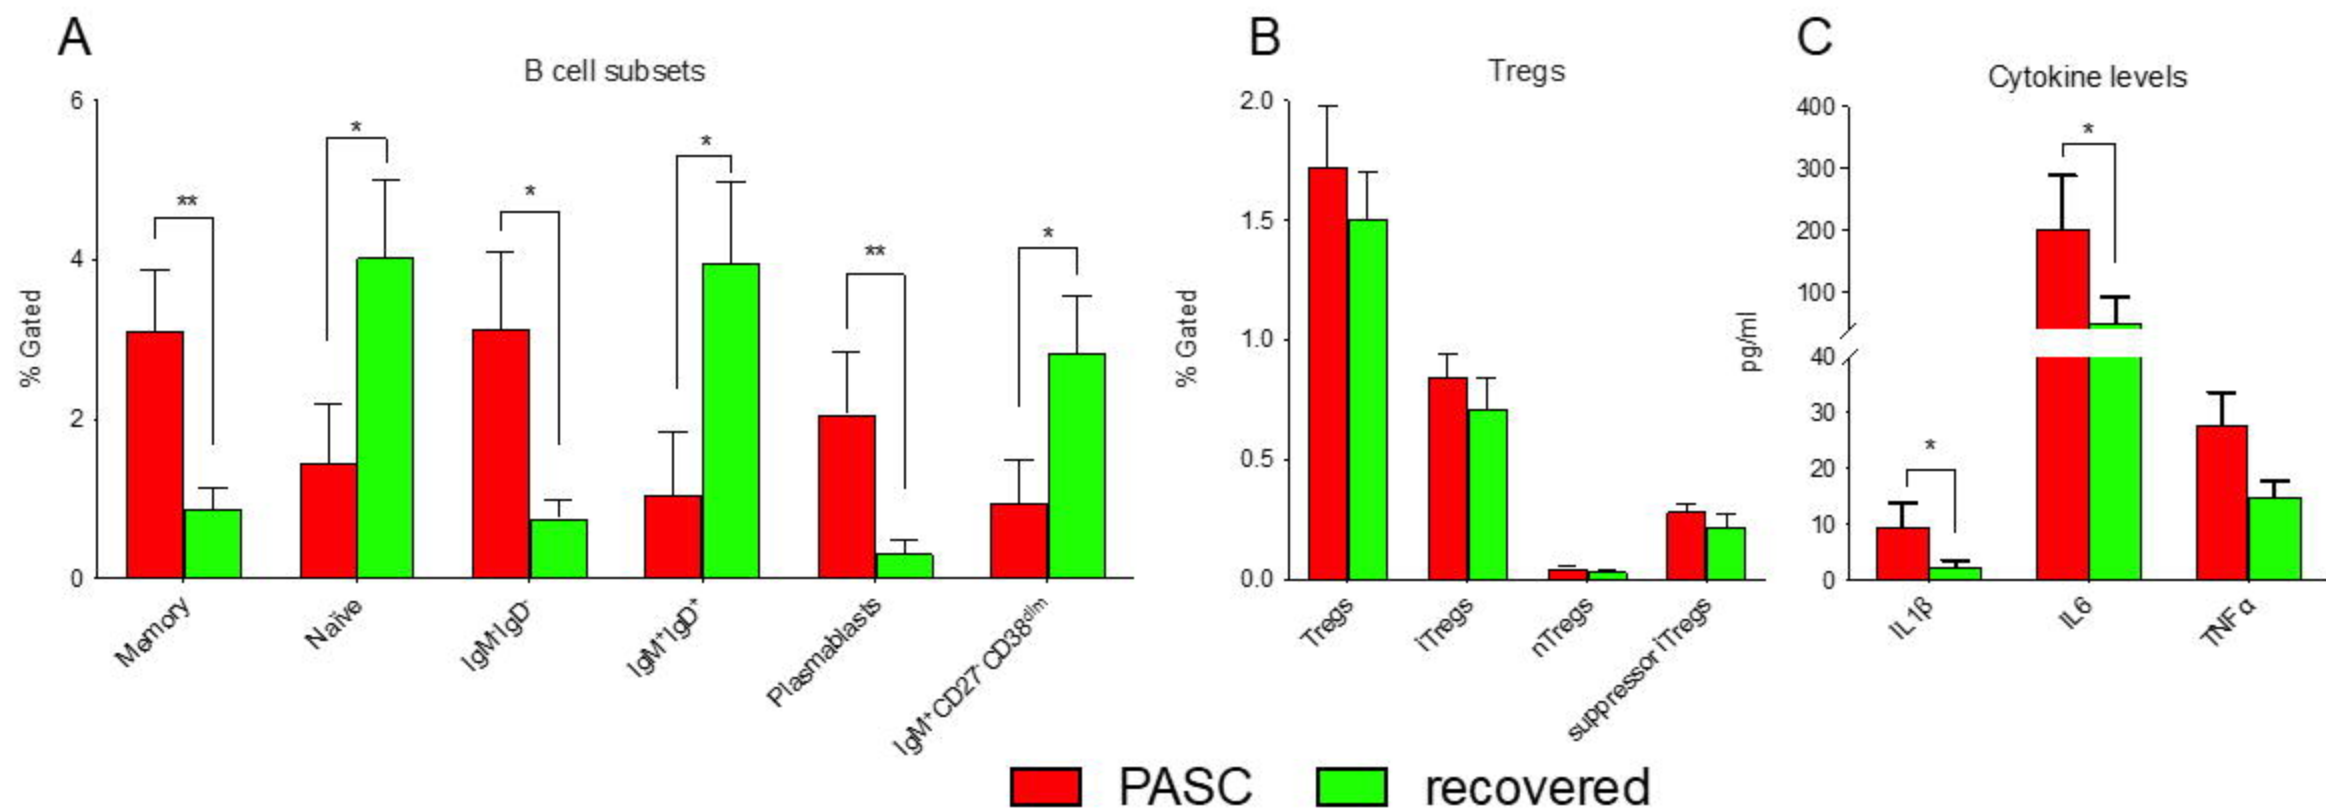 A
B cell subsets
% Gated
6
4
2
0
**
*
*
*
**
*
Memory
Naïve
IgM⁻IgD⁻
IgM⁺IgD⁺
Plasmablasts
IgM⁺CD27⁻CD38ᵈⁱᵐ
B
Tregs
% Gated
2.0
1.5
1.0
0.5
0.0
Tregs
iTregs
nTregs
suppressor iTregs
C
Cytokine levels
pg/ml
400
300
200
100
40
30
20
10
0
*
*
IL1β
IL6
TNFα
PASC
recovered